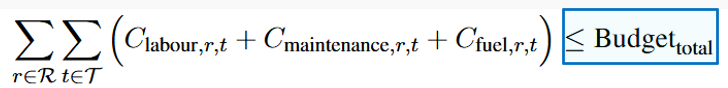 ∑_{r∈ℛ} ∑_{t∈𝒯} (C_{labour,r,t} + C_{maintenance,r,t} + C_{fuel,r,t}) ≤ Budget_{total}